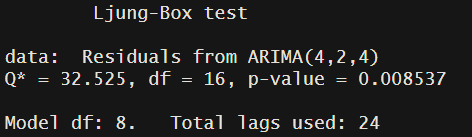 Ljung-Box test
data:  Residuals from ARIMA(4,2,4)
Q* = 32.525, df = 16, p-value = 0.008537
Model df: 8.   Total lags used: 24